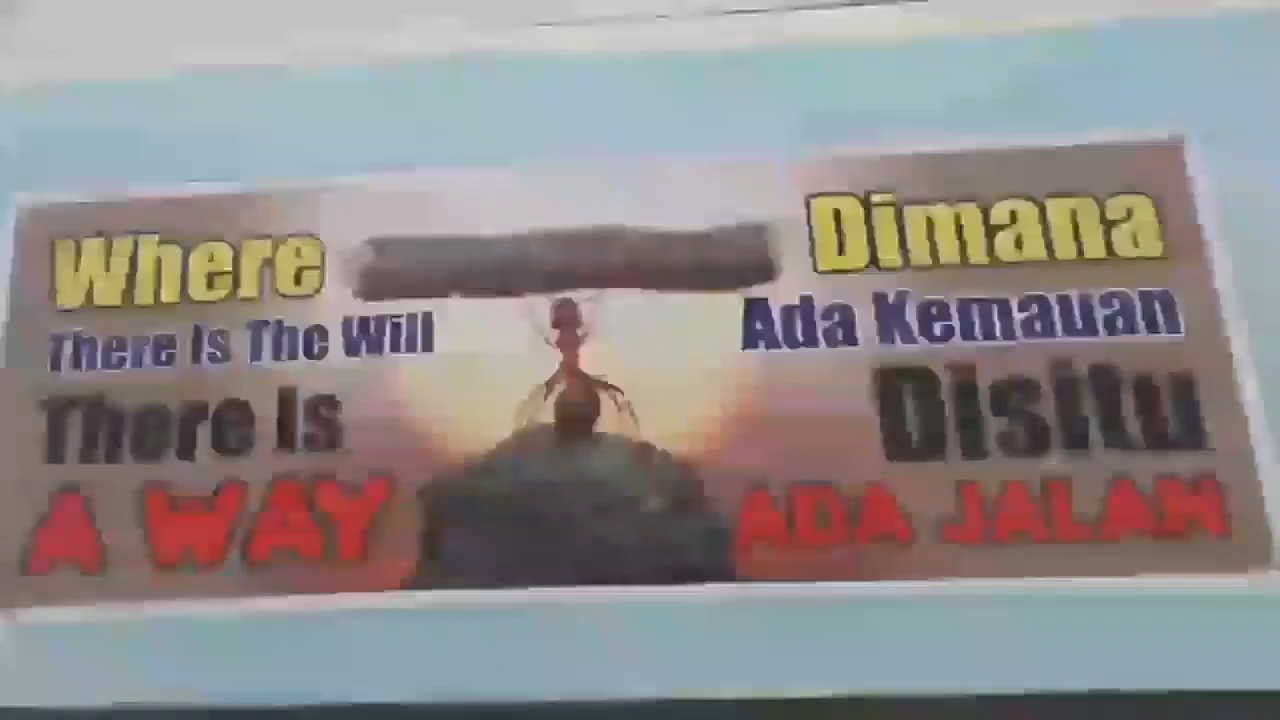 Where
There Is The Will
There Is
A WAY
Dimana
Ada Kemauan
Disitu
ADA JALAN